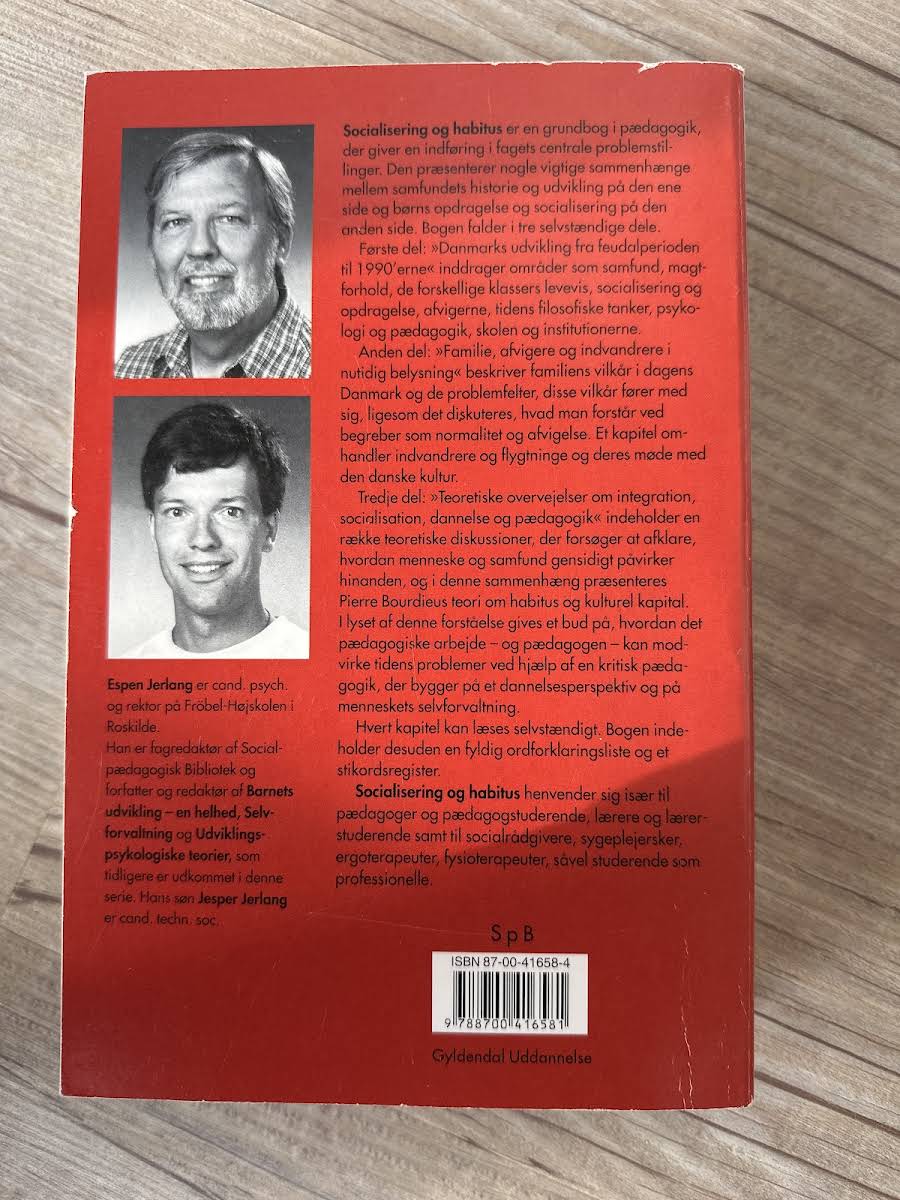 Socialisering og habitus er en grundbog i pædagogik,
der giver en indføring i fagets centrale problemstil-
linger. Den præsenterer nogle vigtige sammenhænge
mellem samfundets historie og udvikling på den ene
side og børns opdragelse og socialisering på den
anden side. Bogen falder i tre selvstændige dele.
Første del: »Danmarks udvikling fra feudalperioden
til 1990'erne« inddrager områder som samfund, magt-
forhold, de forskellige klassers levevis, socialisering og
opdragelse, afvigerne, tidens filosofiske tanker, psyko-
logi og pædagogik, skolen og institutionerne.
Anden del: »Familie, afvigere og indvandrere i
nutidig belysning« beskriver familiens vilkår i dagens
Danmark og de problemfelter, disse vilkår fører med
sig, ligesom det diskuteres, hvad man forstår ved
begreber som normalitet og afvigelse. Et kapitel om-
handler indvandrere og flygtninge og deres møde med
den danske kultur.
Tredje del: »Teoretiske overvejelser om integration,
socialisation, dannelse og pædagogik« indeholder en
række teoretiske diskussioner, der forsøger at afklare,
hvordan menneske og samfund gensidigt påvirker
hinanden, og i denne sammenhæng præsenteres
Pierre Bourdieus teori om habitus og kulturel kapital.
I lyset af denne forståelse gives et bud på, hvordan det
pædagogiske arbejde – og pædagogen – kan mod-
virke tidens problemer ved hjælp af en kritisk pæda-
gogik, der bygger på et dannelsesperspektiv og på
menneskets selvforvaltning.
Hvert kapitel kan læses selvstændigt. Bogen inde-
holder desuden en fyldig ordforklaringsliste og et
stikordsregister.
Socialisering og habitus henvender sig især til
pædagoger og pædagogstuderende, lærere og lærer-
studerende samt til socialrådgivere, sygeplejersker,
ergoterapeuter, fysioterapeuter, såvel studerende som
professionelle.
Espen Jerlang er cand. psych.
og rektor på Fröbel-Højskolen i
Roskilde.
Han er fagredaktør af Social-
pædagogisk Bibliotek og
forfatter og redaktør af Barnets
udvikling – en helhed, Selv-
forvaltning og Udviklings-
psykologiske teorier, som
tidligere er udkommet i denne
serie. Hans søn Jesper Jerlang
er cand. techn. soc.
S p B
ISBN 87-00-41658-4
9 788700 416581
Gyldendal Uddannelse